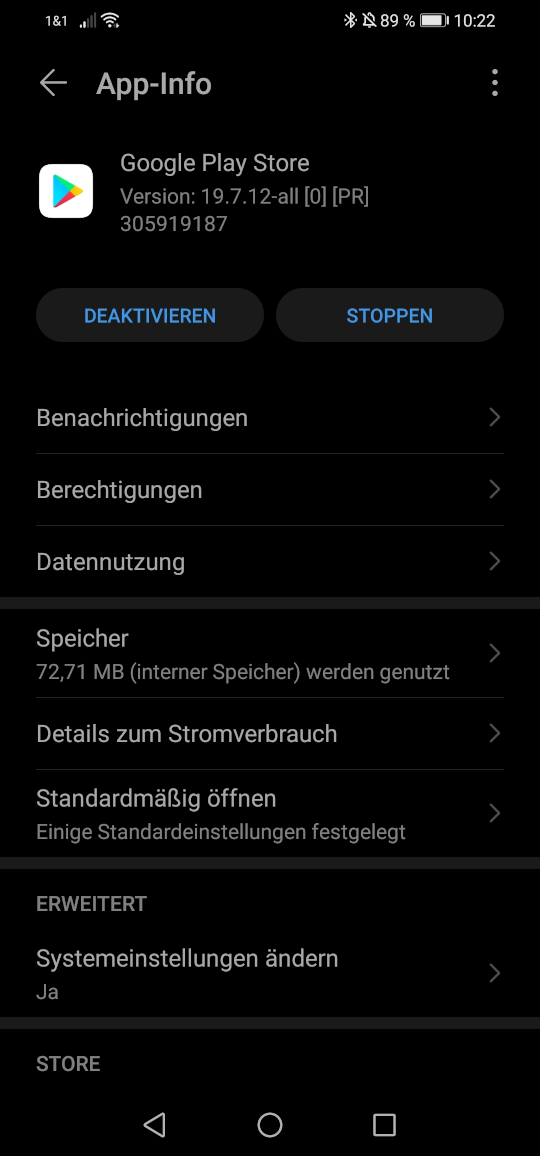 1&1 89 % 10:22
App-Info
Google Play Store
Version: 19.7.12-all [0] [PR]
305919187
DEAKTIVIEREN STOPPEN
Benachrichtigungen
Berechtigungen
Datennutzung
Speicher
72,71 MB (interner Speicher) werden genutzt
Details zum Stromverbrauch
Standardmäßig öffnen
Einige Standardeinstellungen festgelegt
ERWEITERT
Systemeinstellungen ändern
Ja
STORE